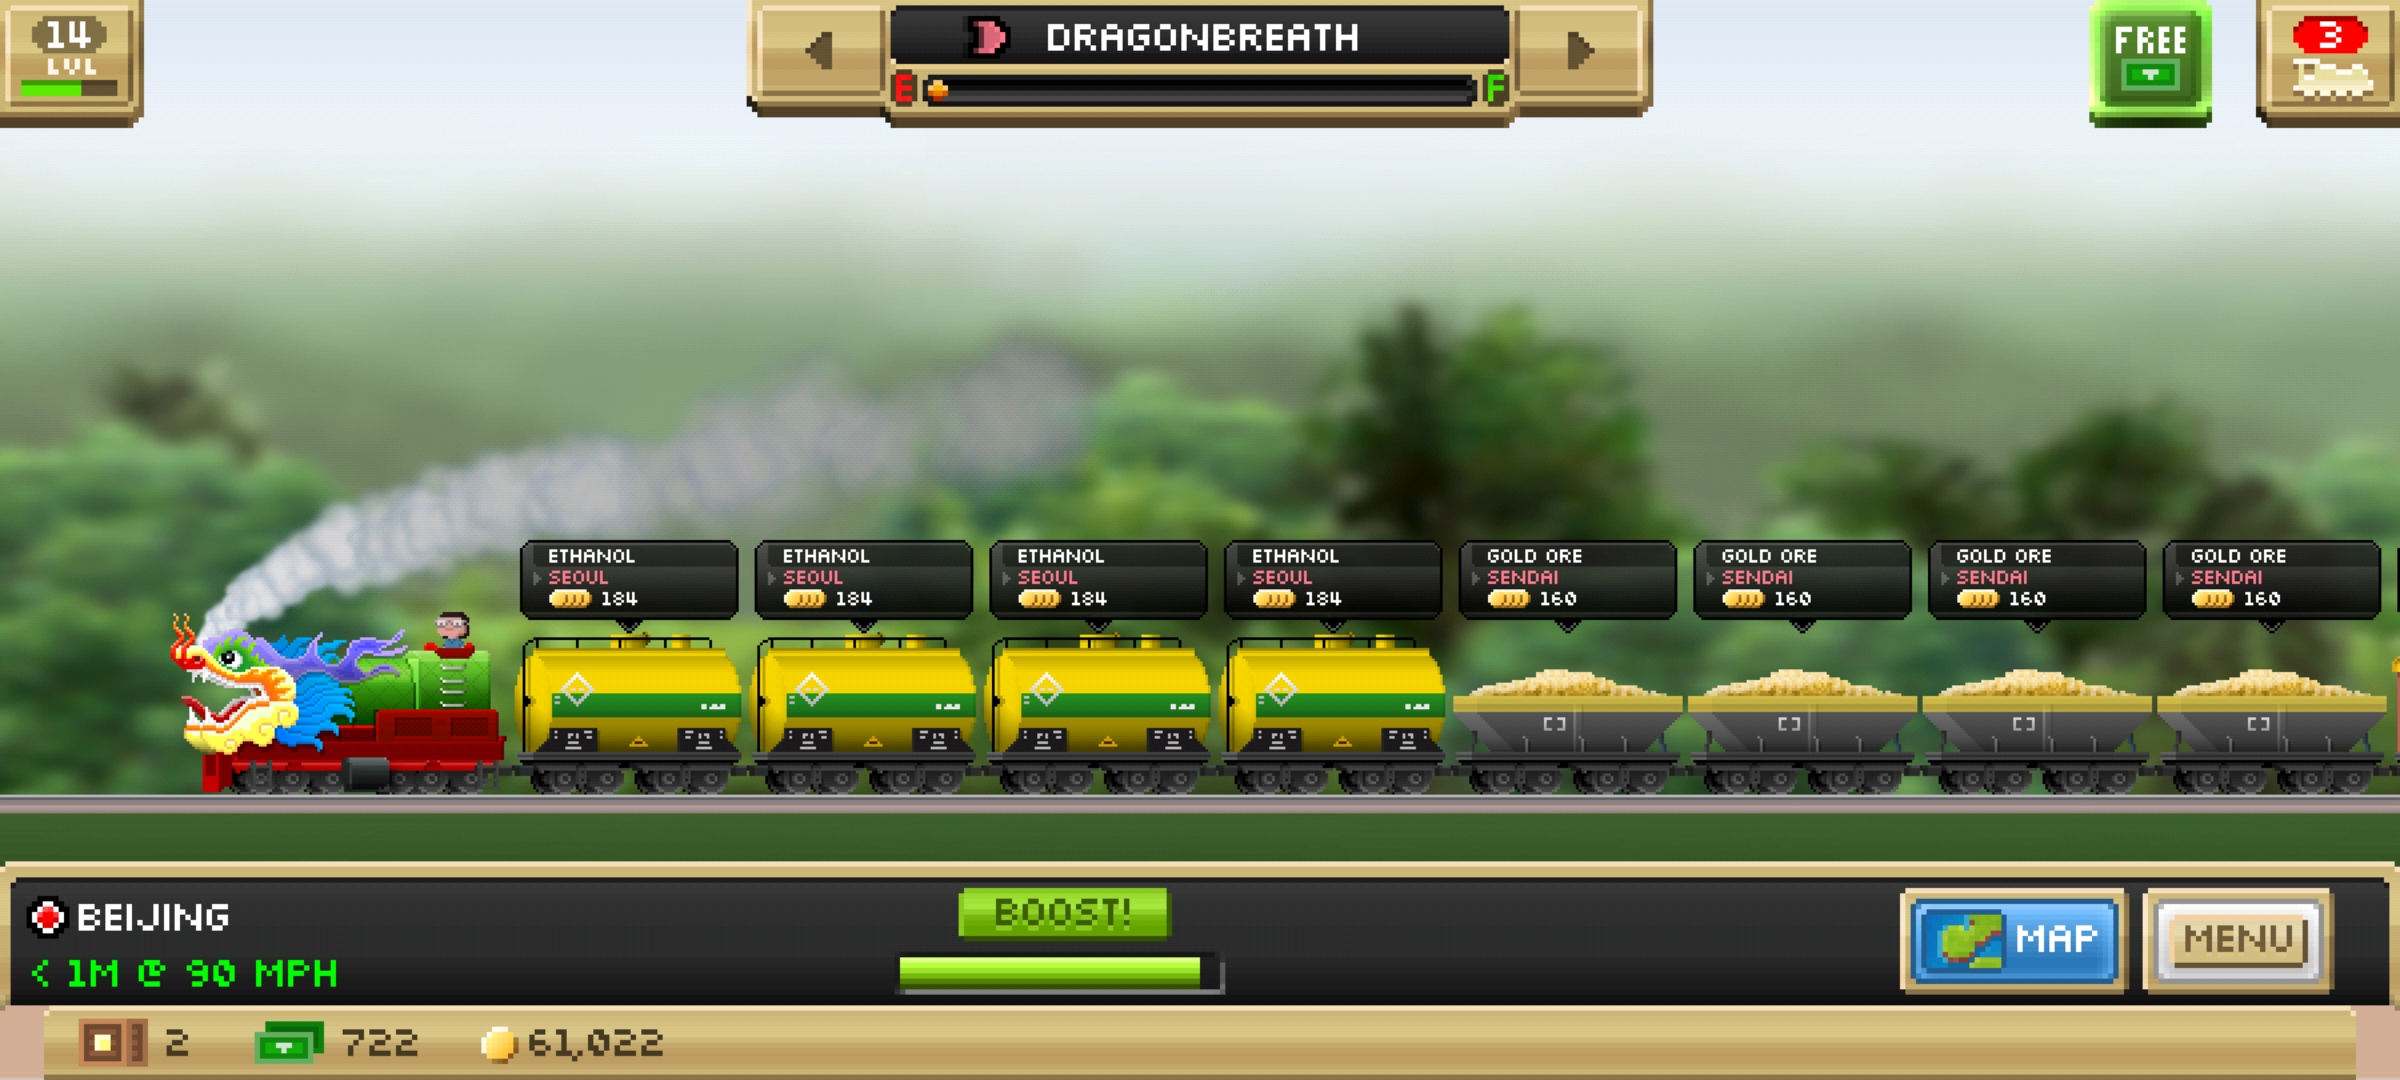 14
LVL
DRAGONBREATH
E F
FREE
3
ETHANOL
SEOUL
184
ETHANOL
SEOUL
184
ETHANOL
SEOUL
184
ETHANOL
SEOUL
184
GOLD ORE
SENDAI
160
GOLD ORE
SENDAI
160
GOLD ORE
SENDAI
160
GOLD ORE
SENDAI
160
BEIJING
< 1M @ 90 MPH
BOOST!
MAP
MENU
2
722
61,022